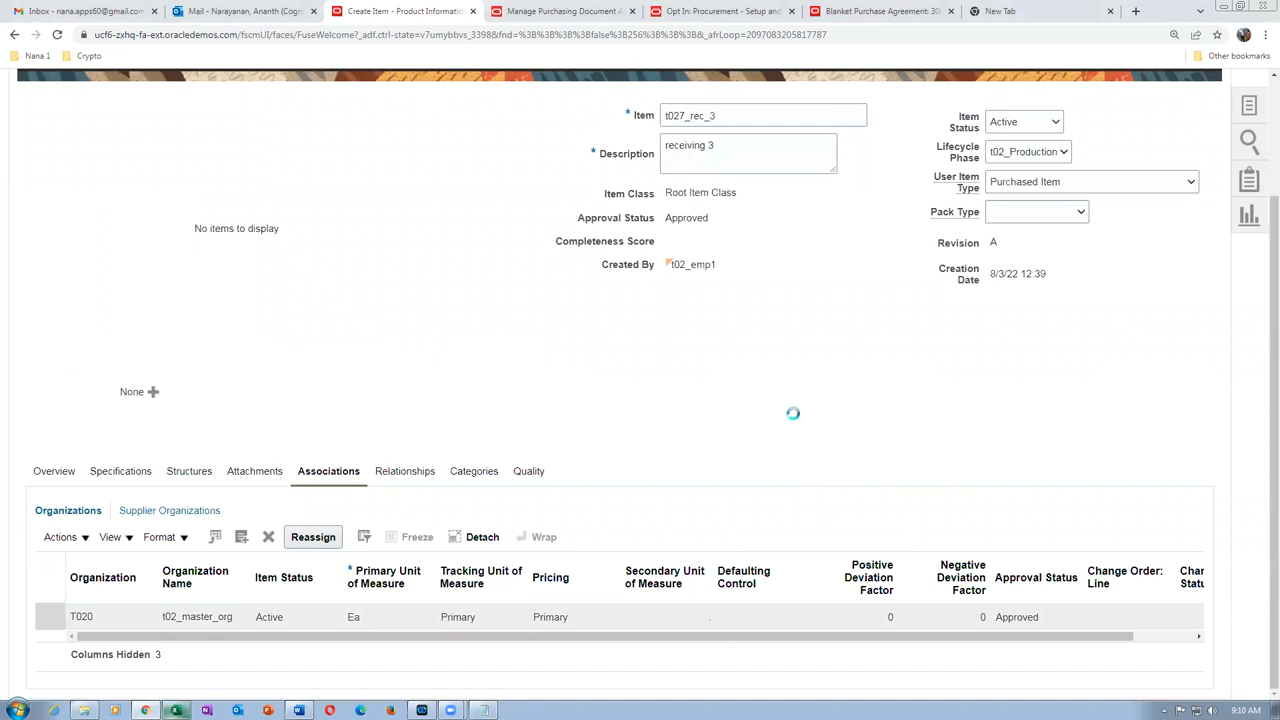 Inbox - nana.apps60@gmail.com
Mail - Narayanan, Ananth (Cogn
Create Item - Product Informatic
Manage Purchasing Document A
Opt In: Procurement - Setup and
Blanket Purchase Agreement: 30
New Tab
ucf6-zxhq-fa-ext.oracledemos.com/fscmUI/faces/FuseWelcome?_adf.ctrl-state=v7umybbvs_3398&fnd=%3B%3B%3B%3Bfalse%3B256%3B%3B%3B&_afrLoop=2097083205817787
Nana 1
Crypto
Other bookmarks
* Item
t027_rec_3
* Description
receiving 3
Item Class
Root Item Class
Approval Status
Approved
Completeness Score
Created By
t02_emp1
Item
Status
Active
Lifecycle
Phase
t02_Production
User Item
Type
Purchased Item
Pack Type
Revision
A
Creation
Date
8/3/22 12:39
No items to display
None
Overview Specifications Structures Attachments Associations Relationships Categories Quality
Organizations Supplier Organizations
Actions View Format Reassign Freeze Detach Wrap
Organization
Organization
Name
Item Status
* Primary Unit
of Measure
Tracking Unit of
Measure
Pricing
Secondary Unit
of Measure
Defaulting
Control
Positive
Deviation
Factor
Negative
Deviation
Factor
Approval Status
Change Order:
Line
Char
Statu
T020 t02_master_org Active Ea Primary Primary 0 0 Approved
Columns Hidden 3
9:10 AM